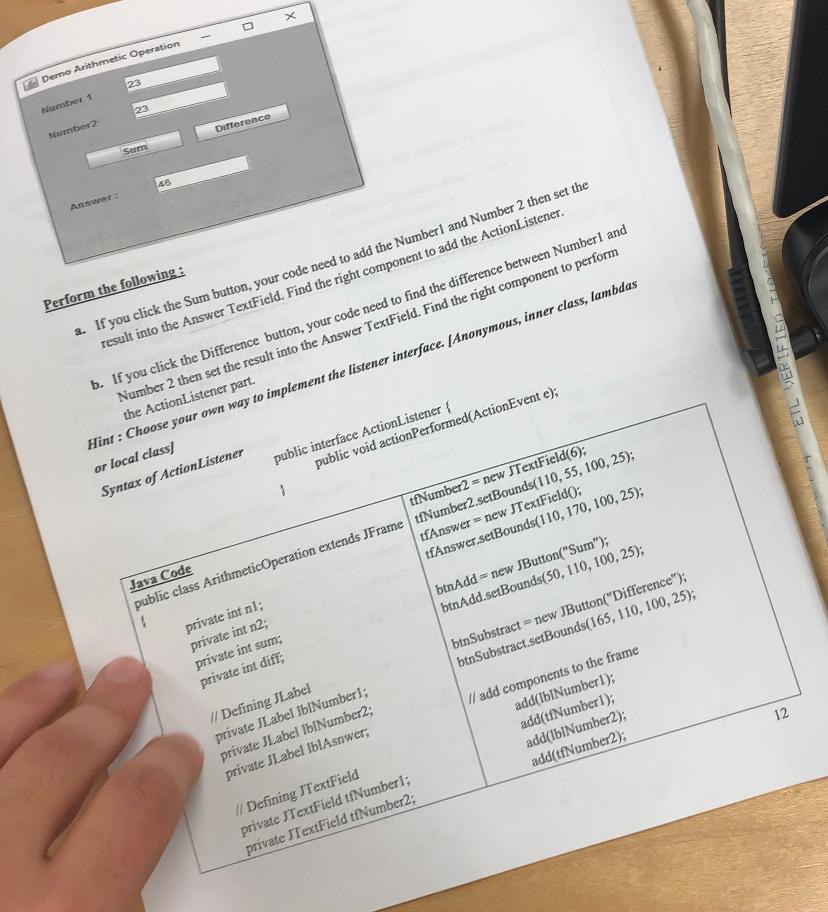 Demo Arithmetic Operation
Number 1
23
Number2
23
Sum
Difference
Answer :
46
Perform the following :
a. If you click the Sum button, your code need to add the Number1 and Number 2 then set the
result into the Answer TextField. Find the right component to add the ActionListener.
b. If you click the Difference button, your code need to find the difference between Number1 and
Number 2 then set the result into the Answer TextField. Find the right component to perform
the ActionListener part.
Hint : Choose your own way to implement the listener interface. [Anonymous, inner class, lambdas
or local class]
Syntax of ActionListener
public interface ActionListener {
public void actionPerformed(ActionEvent e);
}
Java Code
public class ArithmeticOperation extends JFrame
{
private int n1;
private int n2;
private int sum;
private int diff;
// Defining JLabel
private JLabel lblNumber1;
private JLabel lblNumber2;
private JLabel lblAsnwer;
// Defining JTextField
private JTextField tfNumber1;
private JTextField tfNumber2;
tfNumber2 = new JTextField(6);
tfNumber2.setBounds(110, 55, 100, 25);
tfAnswer = new JTextField();
tfAnswer.setBounds(110, 170, 100, 25);
btnAdd = new JButton("Sum");
btnAdd.setBounds(50, 110, 100, 25);
btnSubstract = new JButton("Difference");
btnSubstract.setBounds(165, 110, 100, 25);
// add components to the frame
add(lblNumber1);
add(tfNumber1);
add(lblNumber2);
add(tfNumber2);
12
ETL VERIFIED